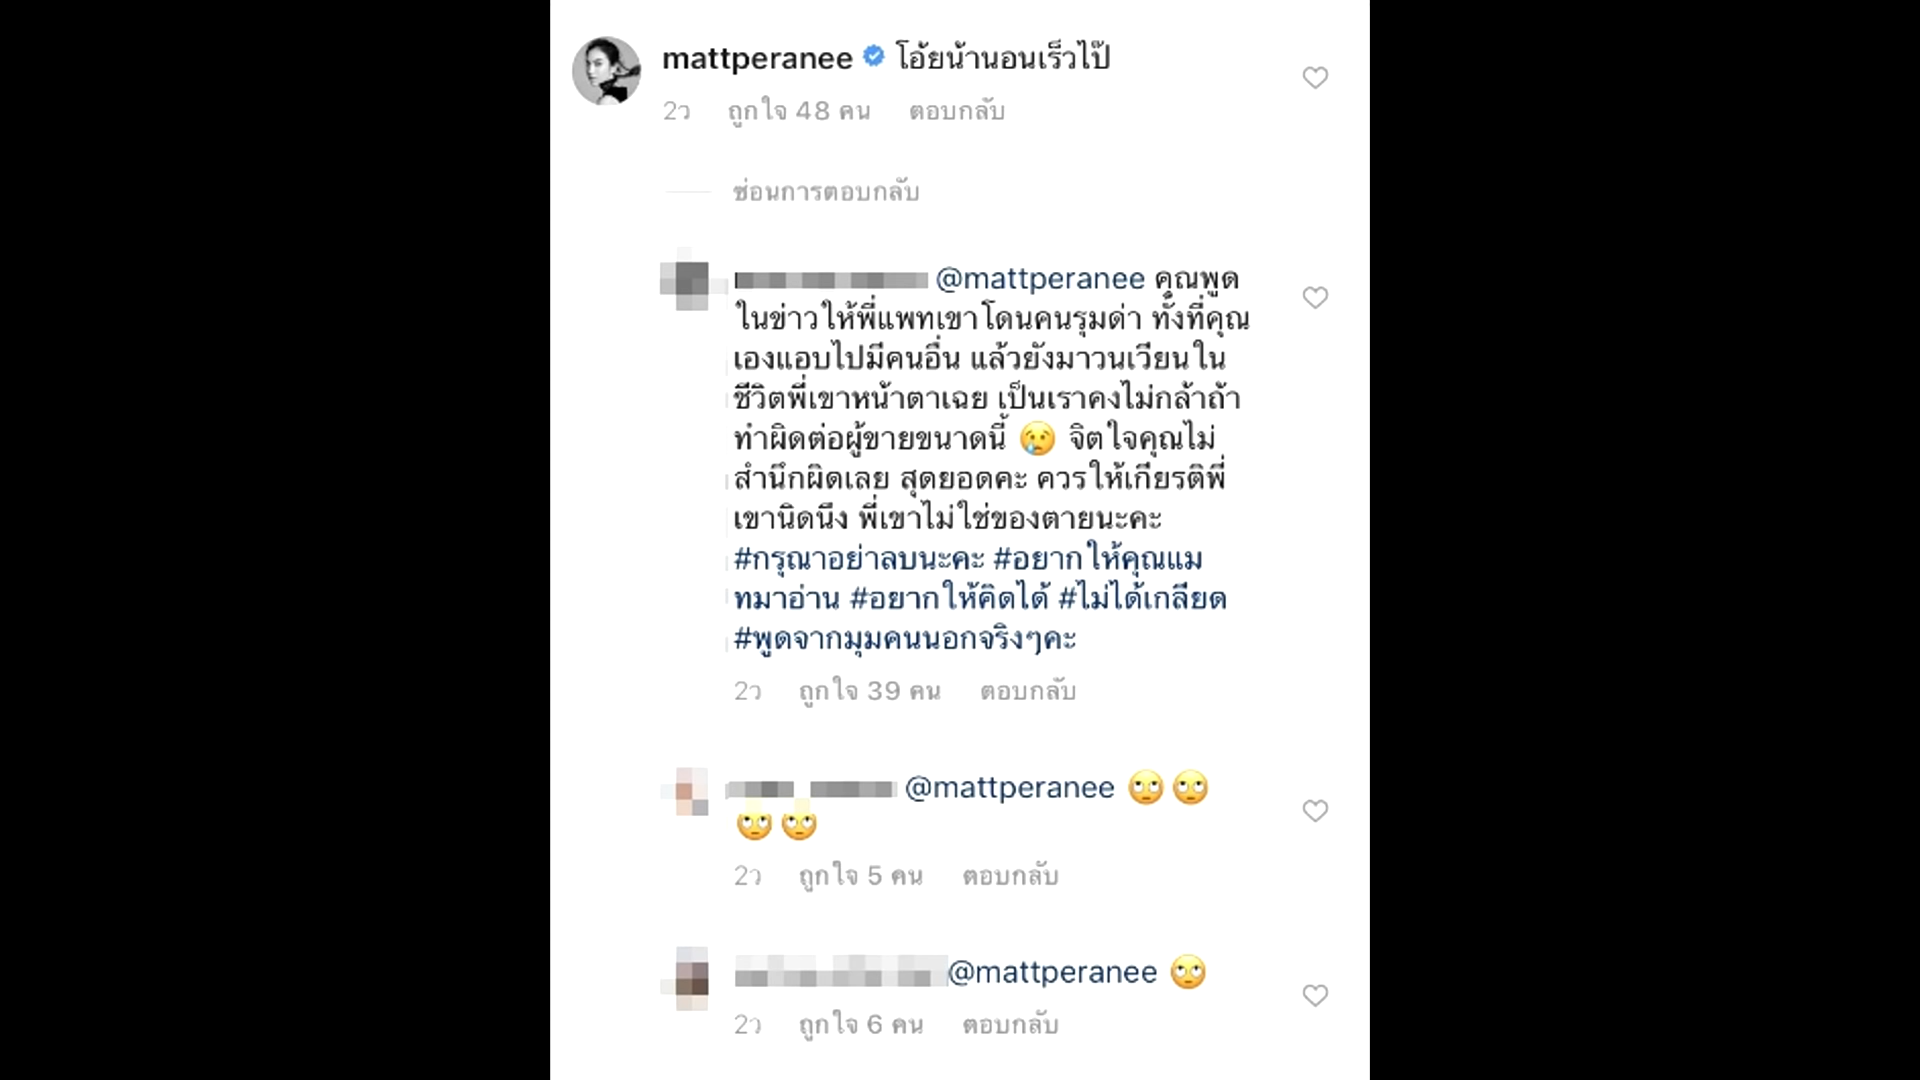 mattperanee โอ้ยน้านอนเร็วไป๊
2ว ถูกใจ 48 คน ตอบกลับ
ซ่อนการตอบกลับ
@mattperanee คุณพูด
ในข่าวให้พี่แพทเขาโดนคนรุมด่า ทั้งที่คุณ
เองแอบไปมีคนอื่น แล้วยังมาวนเวียนใน
ชีวิตพี่เขาหน้าตาเฉย เป็นเราคงไม่กล้าถ้า
ทำผิดต่อผู้ขายขนาดนี้ 😢 จิตใจคุณไม่
สำนึกผิดเลย สุดยอดคะ ควรให้เกียรติพี่
เขานิดนึง พี่เขาไม่ใช่ของตายนะคะ
#กรุณาอย่าลบนะคะ #อยากให้คุณแม
ทมาอ่าน #อยากให้คิดได้ #ไม่ได้เกลียด
#พูดจากมุมคนนอกจริงๆคะ
2ว ถูกใจ 39 คน ตอบกลับ
@mattperanee 🙄🙄
🙄🙄
2ว ถูกใจ 5 คน ตอบกลับ
@mattperanee 🙄
2ว ถูกใจ 6 คน ตอบกลับ